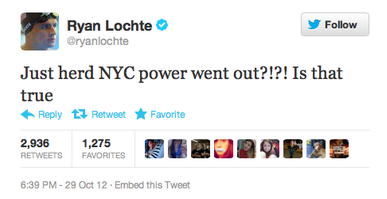 Ryan Lochte
@ryanlochte
Follow
Just herd NYC power went out?!?! Is that
true
Reply Retweet Favorite
2,936 1,275
RETWEETS FAVORITES
6:39 PM - 29 Oct 12 · Embed this Tweet